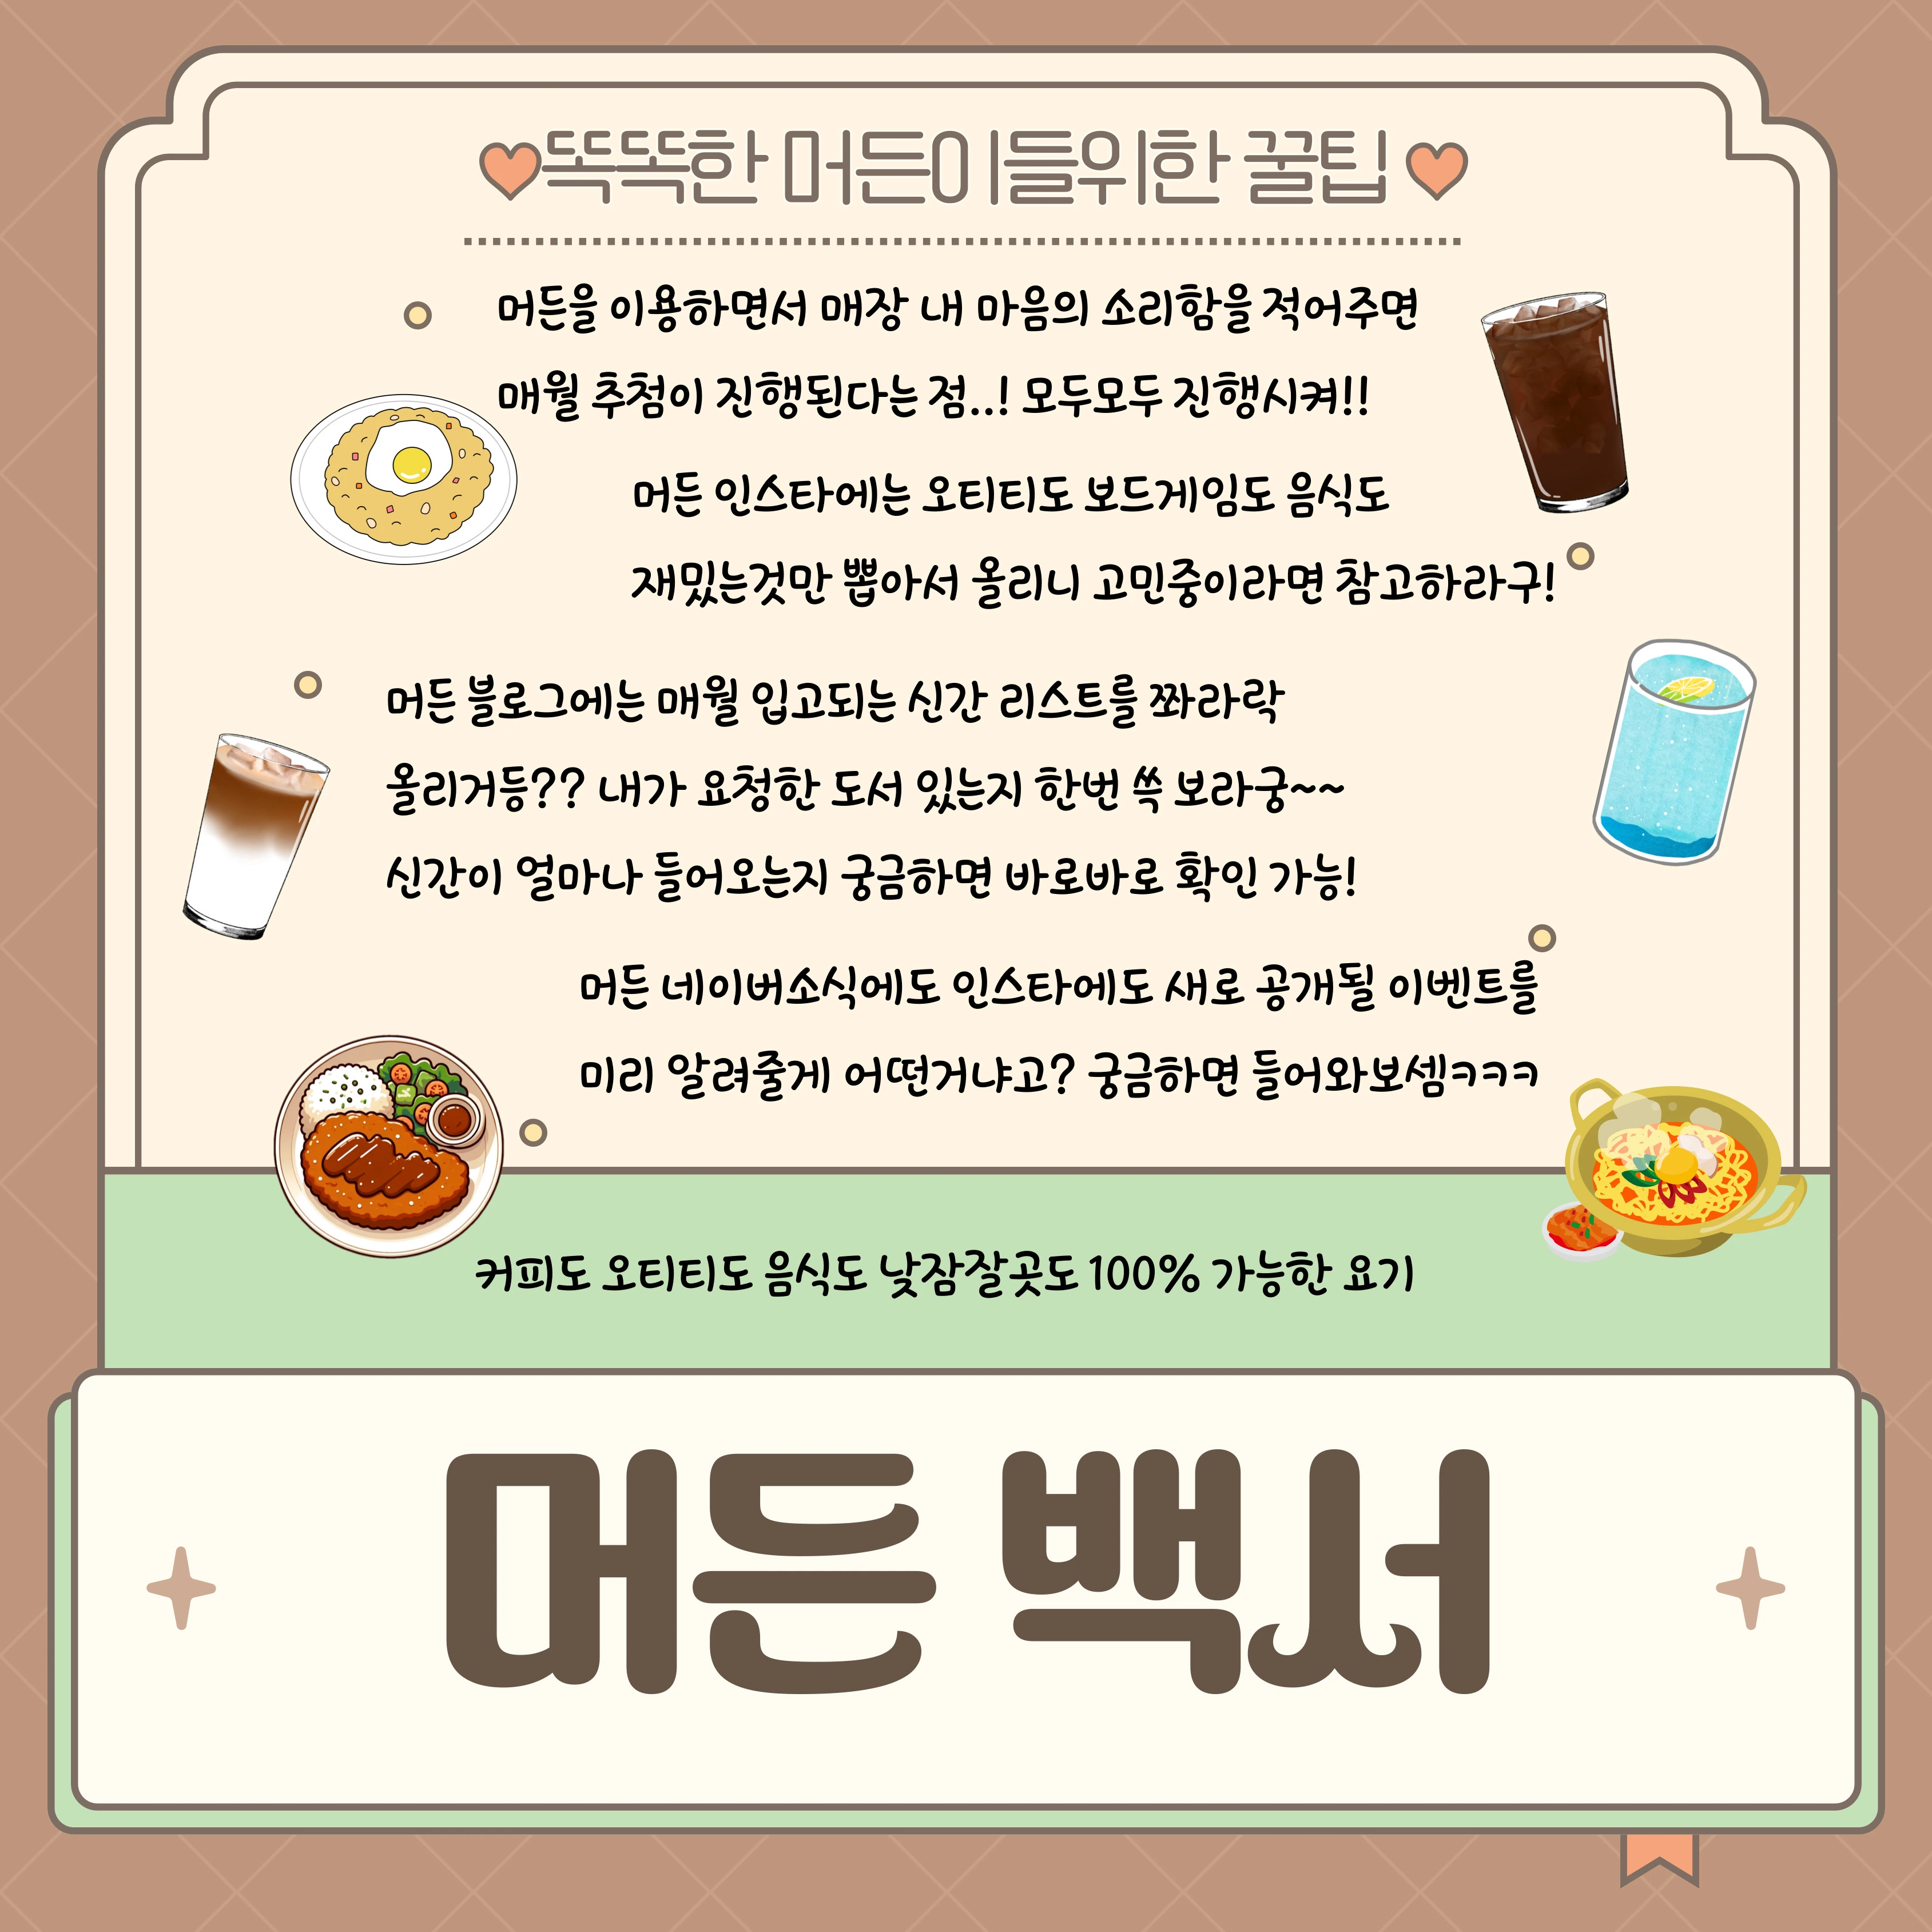 똑똑한 머든이들위한 꿀팁
머든을 이용하면서 매장 내 마음의 소리함을 적어주면
매월 추첨이 진행된다는 점..! 모두모두 진행시켜!!
머든 인스타에는 오티티도 보드게임도 음식도
재밌는것만 뽑아서 올리니 고민중이라면 참고하라구!
머든 블로그에는 매월 입고되는 신간 리스트를 쫘라락
올리거등?? 내가 요청한 도서 있는지 한번 쓱 보라궁~~
신간이 얼마나 들어오는지 궁금하면 바로바로 확인 가능!
머든 네이버소식에도 인스타에도 새로 공개될 이벤트를
미리 알려줄게 어떤거냐고? 궁금하면 들어와보셈ㅋㅋㅋ
커피도 오티티도 음식도 낮잠잘곳도 100% 가능한 요기
머든 백서